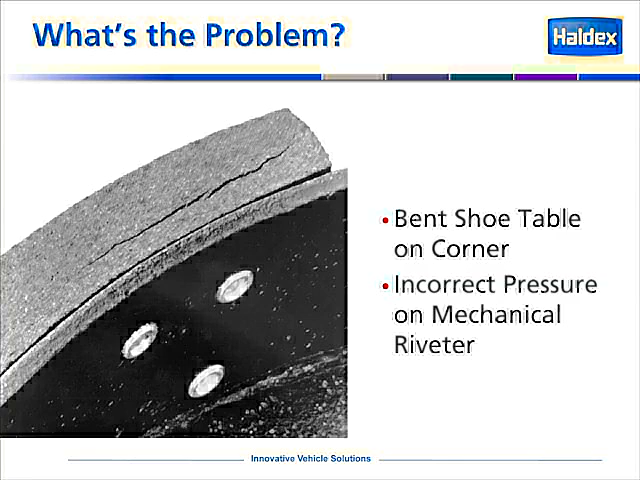 What's the Problem?
Haldex
• Bent Shoe Table
on Corner
• Incorrect Pressure
on Mechanical
Riveter
Innovative Vehicle Solutions